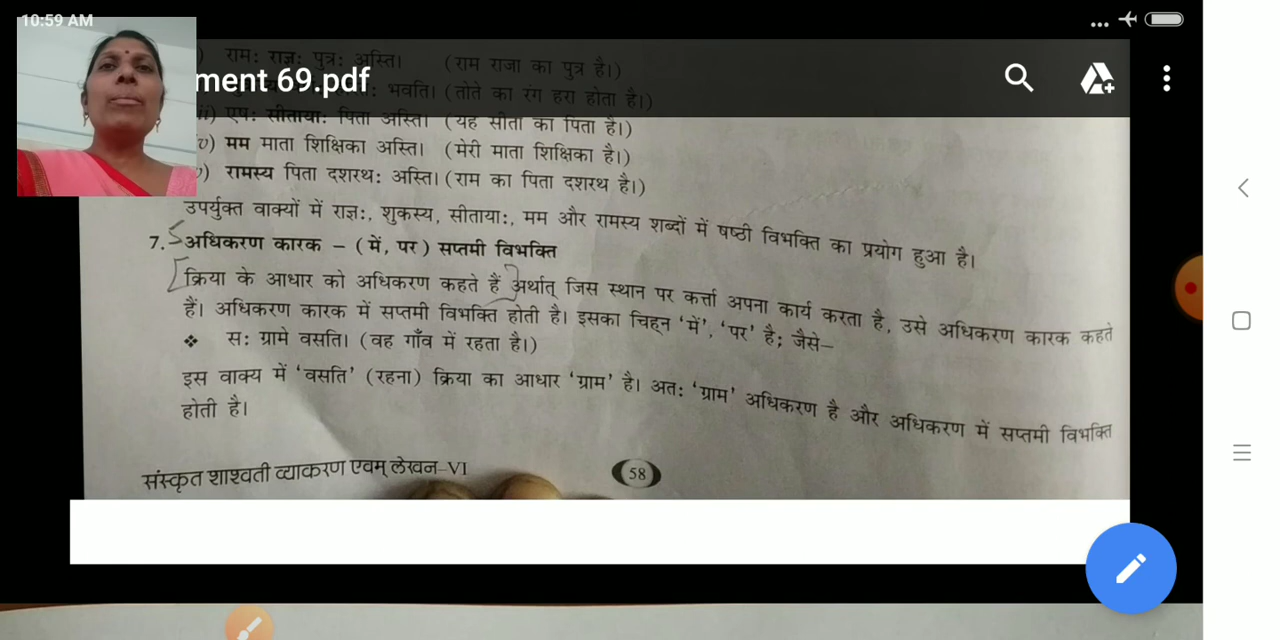 10:59 AM
ment 69.pdf
) राम: राज्ञ: पुत्र: अस्ति। (राम राजा का पुत्र है।)
भवति। (तोते का रंग हरा होता है।)
ii) एष: सीताया: पिता अस्ति। (यह सीता का पिता है।)
v) मम माता शिक्षिका अस्ति। (मेरी माता शिक्षिका है।)
) रामस्य पिता दशरथ: अस्ति। (राम का पिता दशरथ है।)
उपर्युक्त वाक्यों में राज्ञ:, शुकस्य, सीताया:, मम और रामस्य शब्दों में षष्ठी विभक्ति का प्रयोग हुआ है।
7. अधिकरण कारक – (में, पर) सप्तमी विभक्ति
क्रिया के आधार को अधिकरण कहते हैं अर्थात् जिस स्थान पर कर्त्ता अपना कार्य करता है, उसे अधिकरण कारक कहते
हैं। अधिकरण कारक में सप्तमी विभक्ति होती है। इसका चिह्न ‘में’, ‘पर’ है; जैसे–
❖ स: ग्रामे वसति। (वह गाँव में रहता है।)
इस वाक्य में ‘वसति’ (रहना) क्रिया का आधार ‘ग्राम’ है। अत: ‘ग्राम’ अधिकरण है और अधिकरण में सप्तमी विभक्ति
होती है।
संस्कृत शाश्वती व्याकरण एवम् लेखन-VI
58